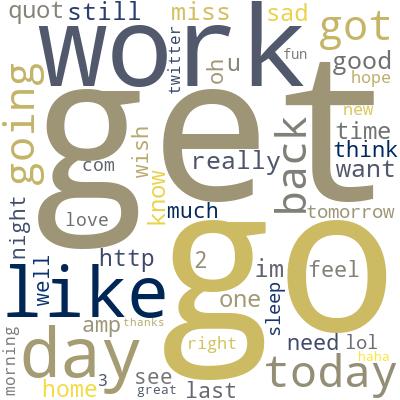 quot still miss sad got
work
twitter oh u fun good
hope
going get new
time
back think
want
com wish really
know
love much tomorrow
night go
well http 2 im feel
like one
sleep
amp thanks right need lol
morning day today haha
home 3 see great last